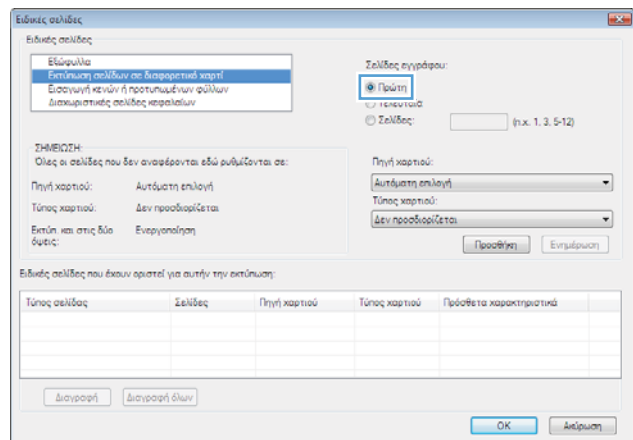 Ειδικές σελίδες
Ειδικές σελίδες
Εξώφυλλα
Εκτύπωση σελίδων σε διαφορετικό χαρτί
Εισαγωγή κενών ή προτυπωμένων φύλλων
Διαχωριστικές σελίδες κεφαλαίων
Σελίδες εγγράφου:
Πρώτη
Τελευταία
Σελίδες:
(π.χ. 1, 3, 5-12)
ΣΗΜΕΙΩΣΗ:
Όλες οι σελίδες που δεν αναφέρονται εδώ ρυθμίζονται σε:
Πηγή χαρτιού: Αυτόματη επιλογή
Τύπος χαρτιού: Δεν προσδιορίζεται
Εκτύπ. και στις δύο όψεις: Ενεργοποίηση
Πηγή χαρτιού:
Αυτόματη επιλογή
Τύπος χαρτιού:
Δεν προσδιορίζεται
Προσθήκη Ενημέρωση
Ειδικές σελίδες που έχουν οριστεί για αυτήν την εκτύπωση:
Τύπος σελίδας Σελίδες Πηγή χαρτιού Τύπος χαρτιού Πρόσθετα χαρακτηριστικά
Διαγραφή Διαγραφή όλων
OK Ακύρωση